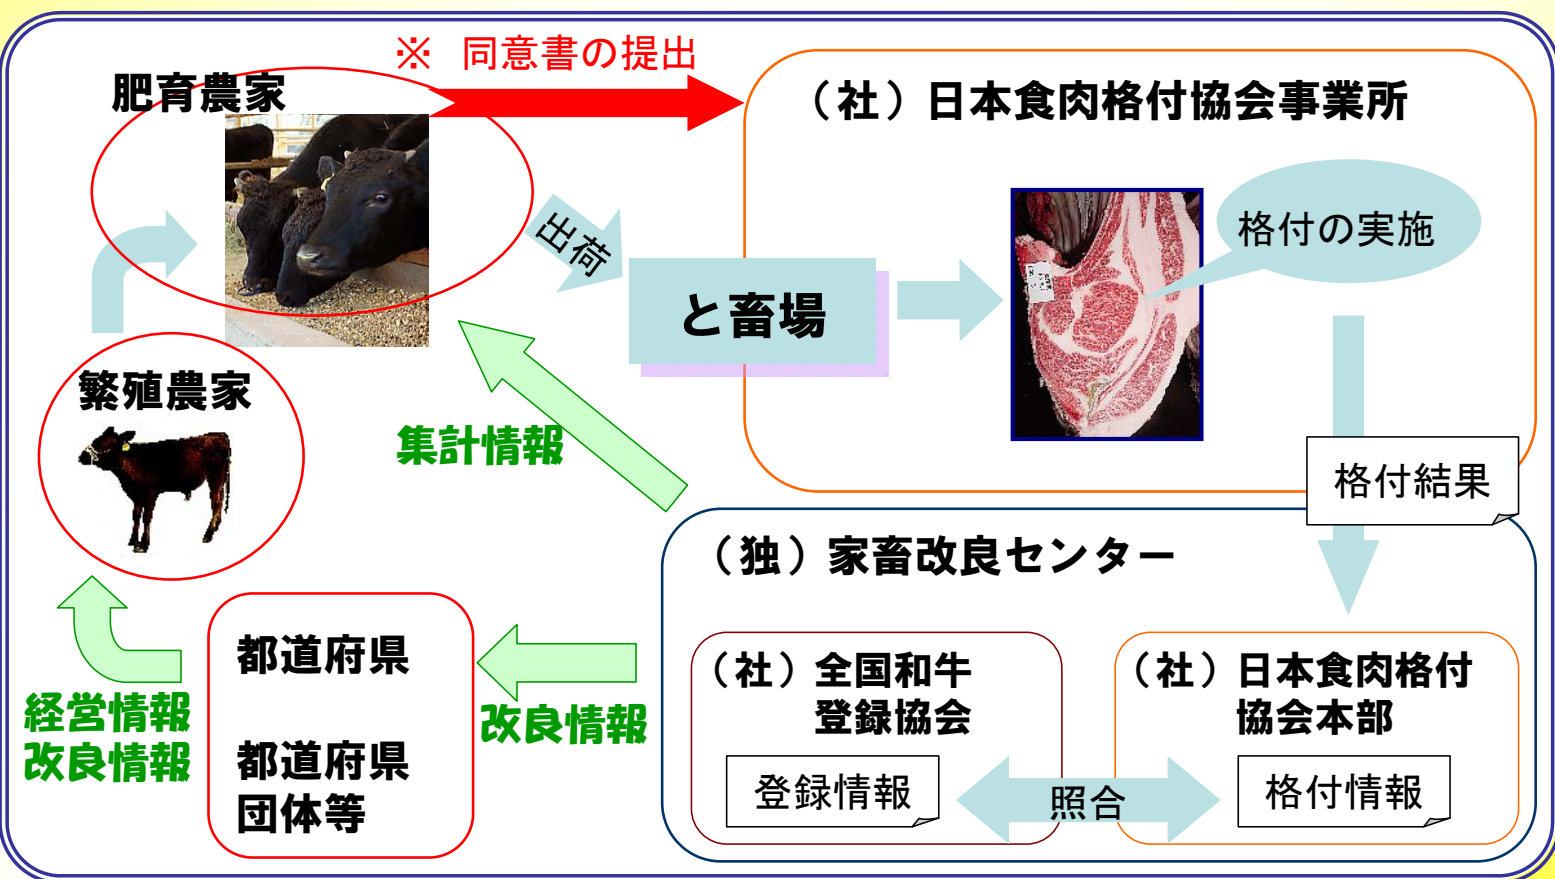 ※　同意書の提出
肥育農家
（社）日本食肉格付協会事業所
出荷
格付の実施
と畜場
繁殖農家
集計情報
格付結果
（独）家畜改良センター
都道府県
（社）全国和牛
登録協会
（社）日本食肉格付
協会本部
経営情報
改良情報
改良情報
都道府県
団体等
登録情報
照合
格付情報